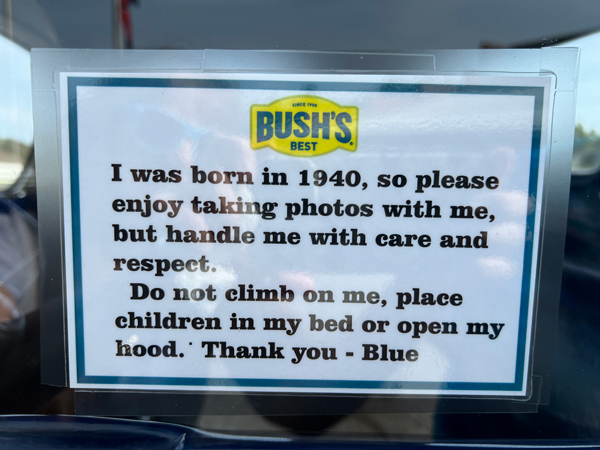 SINCE 1908
BUSH'S
BEST
I was born in 1940, so please
enjoy taking photos with me,
but handle me with care and
respect.
Do not climb on me, place
children in my bed or open my
hood. Thank you - Blue